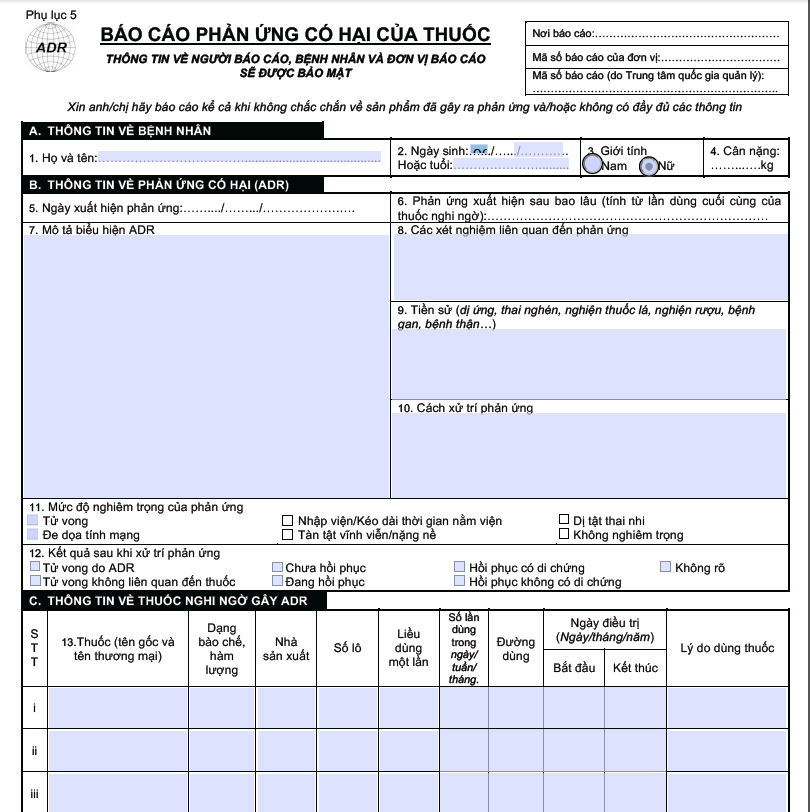 Phụ lục 5
ADR
BÁO CÁO PHẢN ỨNG CÓ HẠI CỦA THUỐC
THÔNG TIN VỀ NGƯỜI BÁO CÁO, BỆNH NHÂN VÀ ĐƠN VỊ BÁO CÁO
SẼ ĐƯỢC BẢO MẬT
Nơi báo cáo:……………………………………………
Mã số báo cáo của đơn vị:……………………………
Mã số báo cáo (do Trung tâm quốc gia quản lý):
……………………………………………………………
Xin anh/chị hãy báo cáo kể cả khi không chắc chắn về sản phẩm đã gây ra phản ứng và/hoặc không có đầy đủ các thông tin
A. THÔNG TIN VỀ BỆNH NHÂN
1. Họ và tên:……………………………………………………
2. Ngày sinh:…../…../…………
Hoặc tuổi:…………………………
3. Giới tính
Nam Nữ
4. Cân nặng:
…………kg
B. THÔNG TIN VỀ PHẢN ỨNG CÓ HẠI (ADR)
5. Ngày xuất hiện phản ứng:………./………/…………………….
6. Phản ứng xuất hiện sau bao lâu (tính từ lần dùng cuối cùng của
thuốc nghi ngờ):……………………………………………………………
7. Mô tả biểu hiện ADR
8. Các xét nghiệm liên quan đến phản ứng
9. Tiền sử (dị ứng, thai nghén, nghiện thuốc lá, nghiện rượu, bệnh
gan, bệnh thận…)
10. Cách xử trí phản ứng
11. Mức độ nghiêm trọng của phản ứng
Tử vong
Nhập viện/Kéo dài thời gian nằm viện
Dị tật thai nhi
Đe dọa tính mạng
Tàn tật vĩnh viễn/nặng nề
Không nghiêm trọng
12. Kết quả sau khi xử trí phản ứng
Tử vong do ADR
Chưa hồi phục
Hồi phục có di chứng
Không rõ
Tử vong không liên quan đến thuốc
Đang hồi phục
Hồi phục không có di chứng
C. THÔNG TIN VỀ THUỐC NGHI NGỜ GÂY ADR
S
T
T
13.Thuốc (tên gốc và
tên thương mại)
Dạng
bào chế,
hàm
lượng
Nhà
sản xuất
Số lô
Liều
dùng
một lần
Số lần
dùng
trong
ngày/
tuần/
tháng.
Đường
dùng
Ngày điều trị
(Ngày/tháng/năm)
Bắt đầu
Kết thúc
Lý do dùng thuốc
i
ii
iii